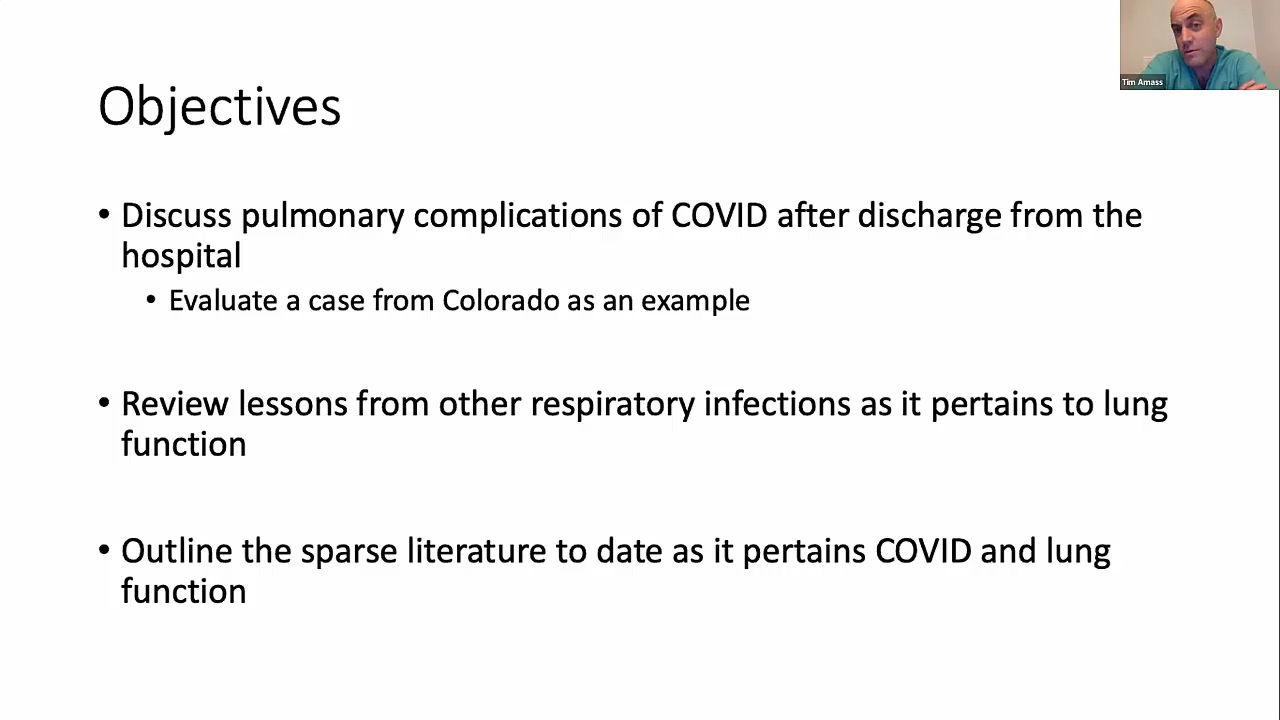 Objectives
• Discuss pulmonary complications of COVID after discharge from the
hospital
• Evaluate a case from Colorado as an example
• Review lessons from other respiratory infections as it pertains to lung
function
• Outline the sparse literature to date as it pertains COVID and lung
function
Tim Amass